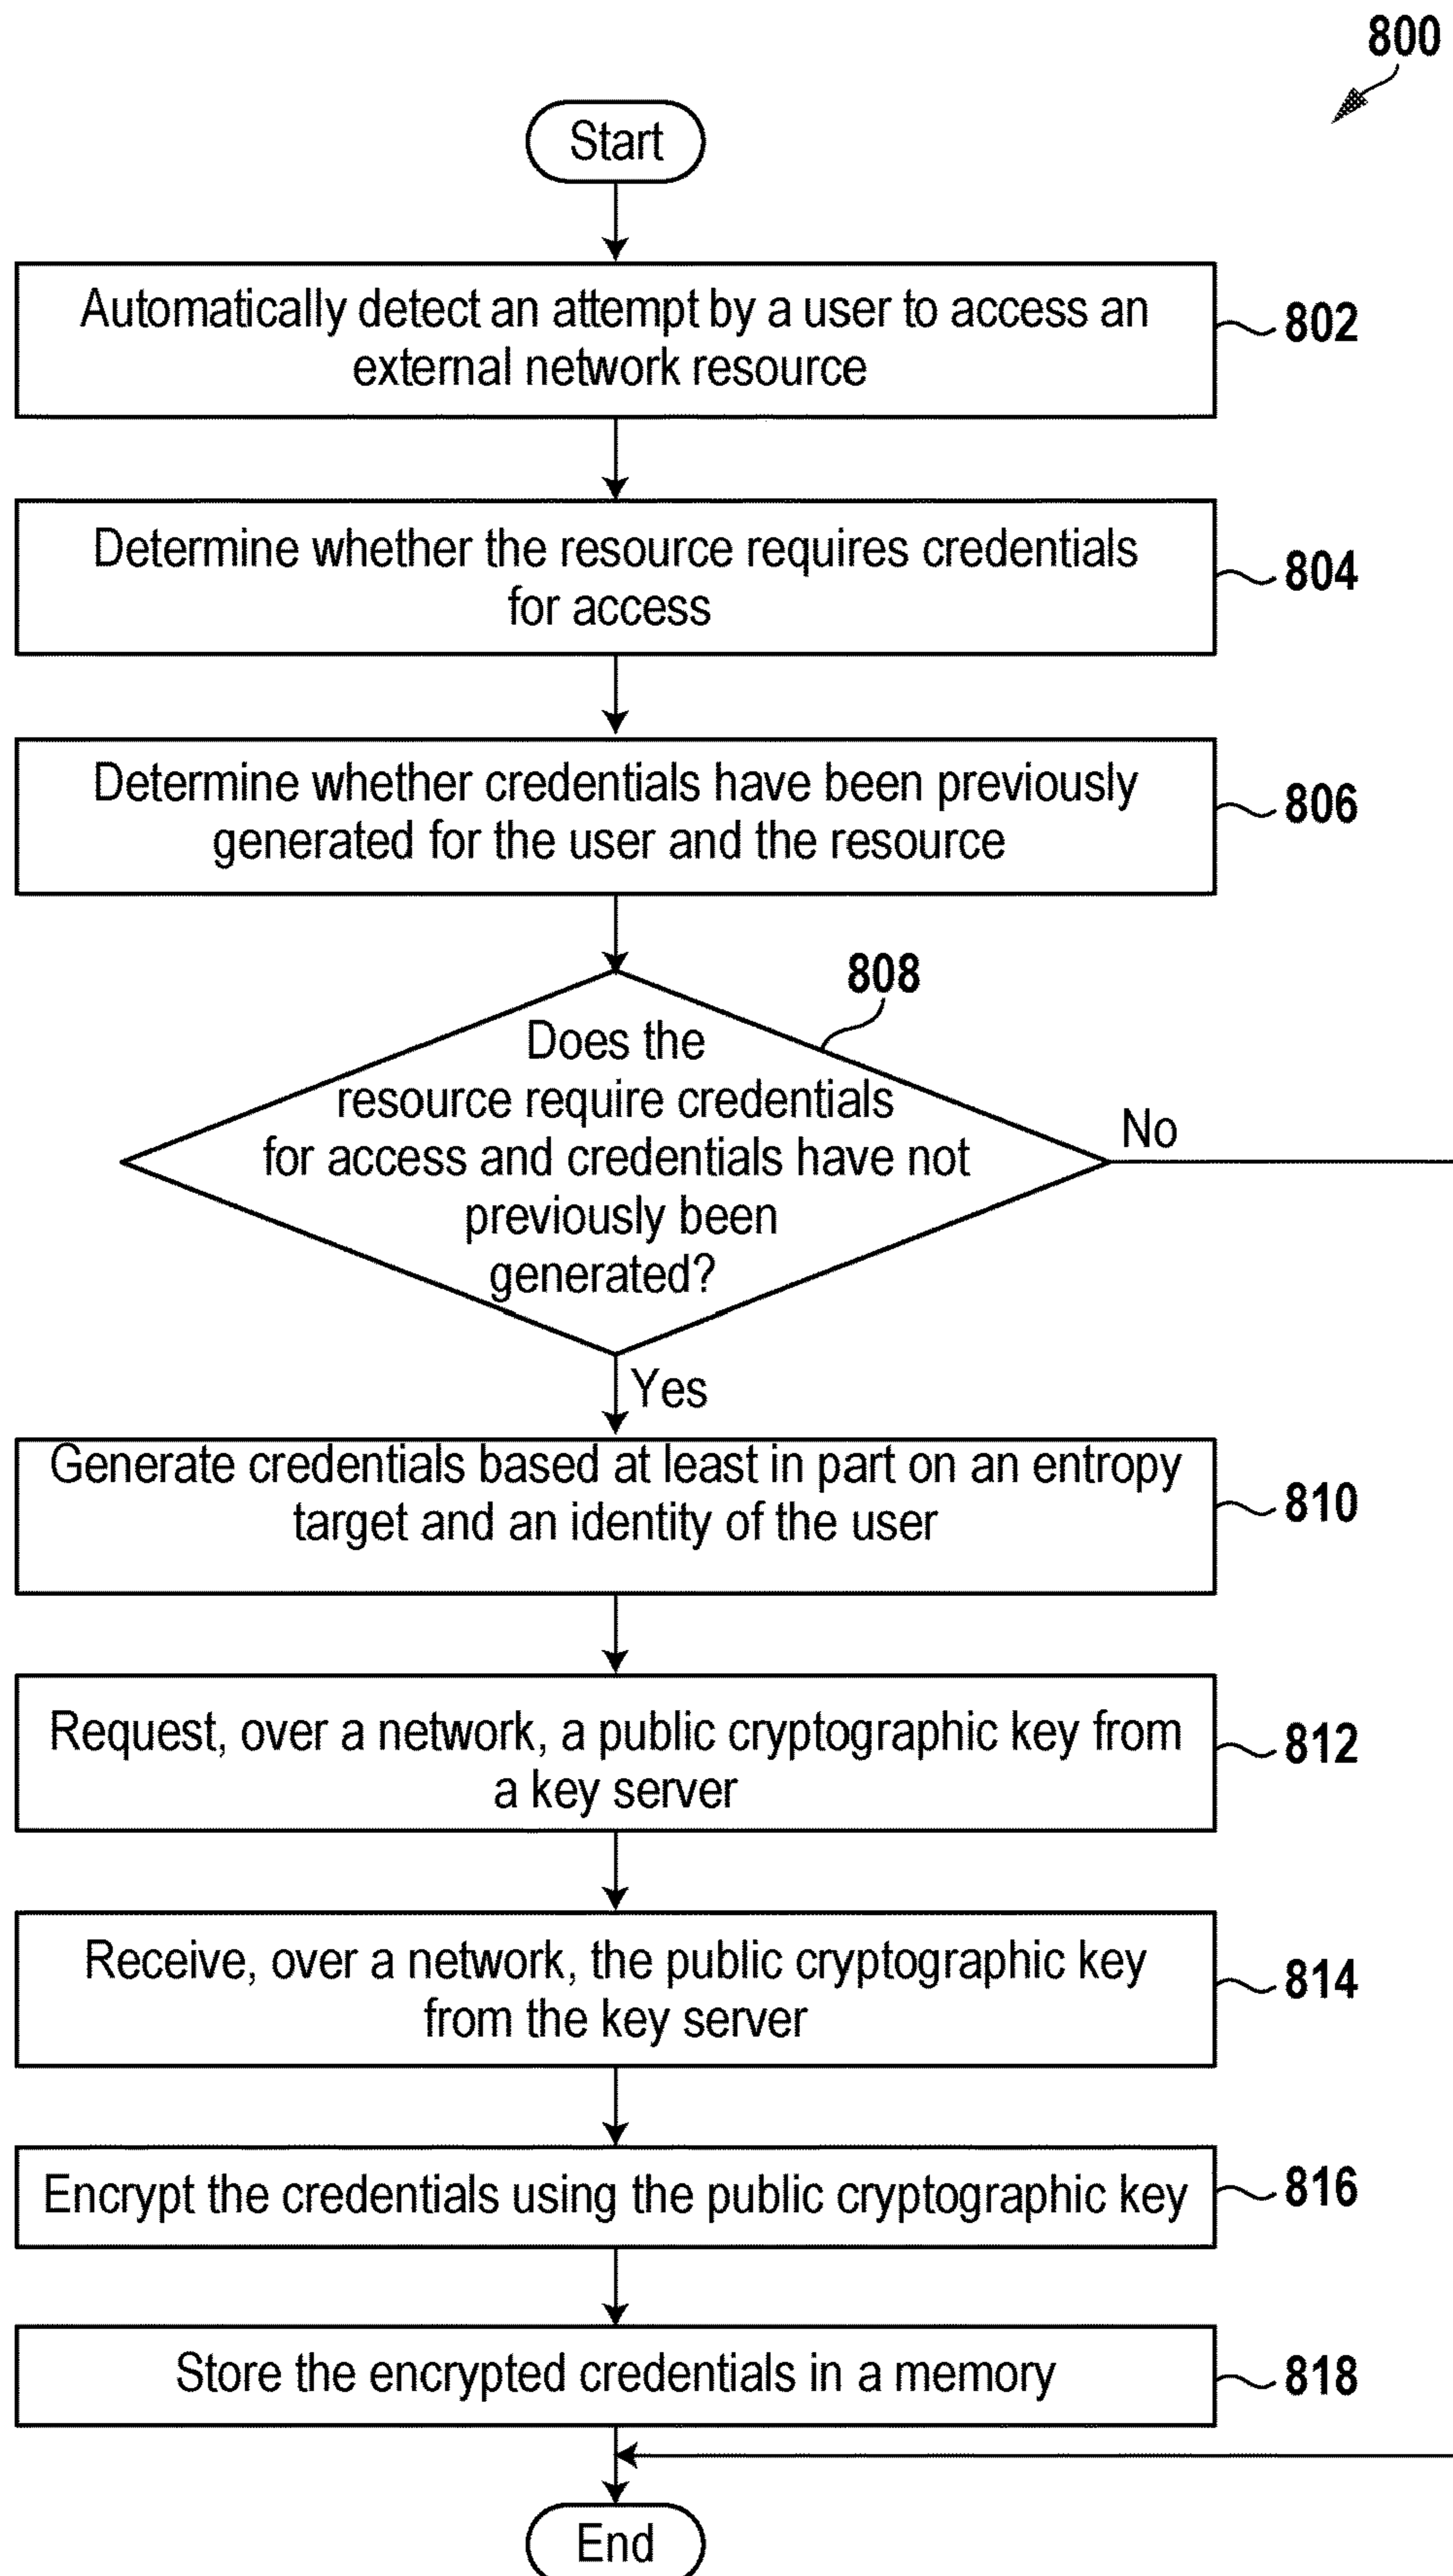 800
Start
Automatically detect an attempt by a user to access an
external network resource
802
Determine whether the resource requires credentials
for access
804
Determine whether credentials have been previously
generated for the user and the resource
806
808
Does the
resource require credentials
for access and credentials have not
previously been
generated?
No
Yes
Generate credentials based at least in part on an entropy
target and an identity of the user
810
Request, over a network, a public cryptographic key from
a key server
812
Receive, over a network, the public cryptographic key
from the key server
814
Encrypt the credentials using the public cryptographic key
816
Store the encrypted credentials in a memory
818
End